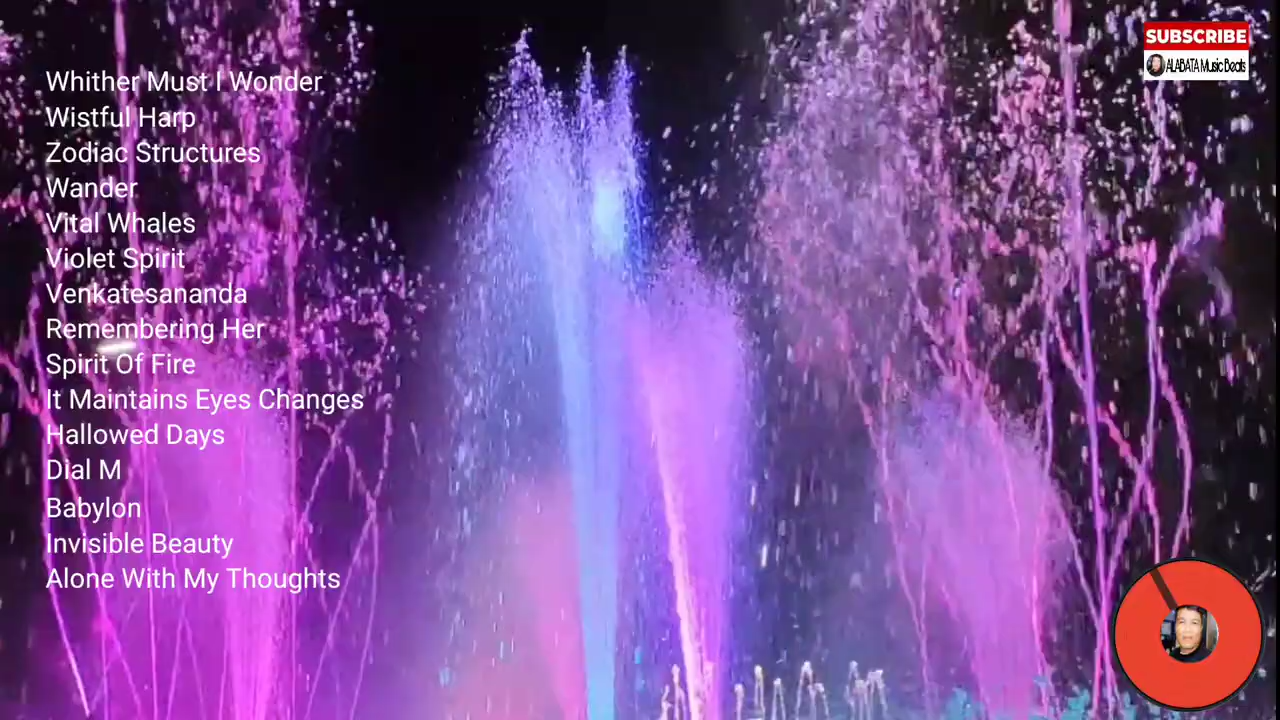 Whither Must I Wonder
Wistful Harp
Zodiac Structures
Wander
Vital Whales
Violet Spirit
Venkatesananda
Remembering Her
Spirit Of Fire
It Maintains Eyes Changes
Hallowed Days
Dial M
Babylon
Invisible Beauty
Alone With My Thoughts
SUBSCRIBE
ALABATA Music Beats